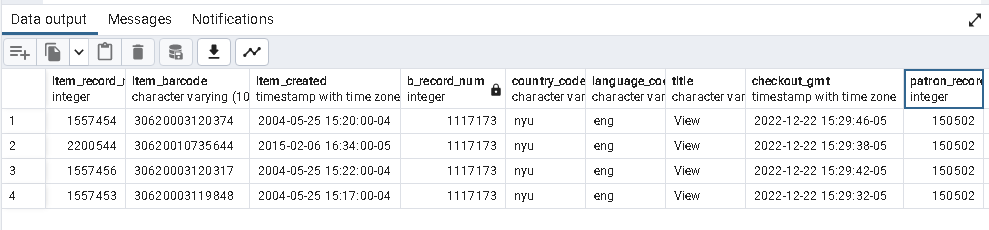 Data output Messages Notifications
Item_record_r Item_barcode Item_created b_record_num country_code language_co title checkout_gmt patron_recor
integer character varying (10 timestamp with time zone integer character var character var character var timestamp with time zone integer
1 1557454 30620003120374 2004-05-25 15:20:00-04 1117173 nyu eng View 2022-12-22 15:29:46-05 150502
2 2200544 30620010735644 2015-02-06 16:34:00-05 1117173 nyu eng View 2022-12-22 15:29:38-05 150502
3 1557456 30620003120317 2004-05-25 15:22:00-04 1117173 nyu eng View 2022-12-22 15:29:42-05 150502
4 1557453 30620003119848 2004-05-25 15:17:00-04 1117173 nyu eng View 2022-12-22 15:29:32-05 150502